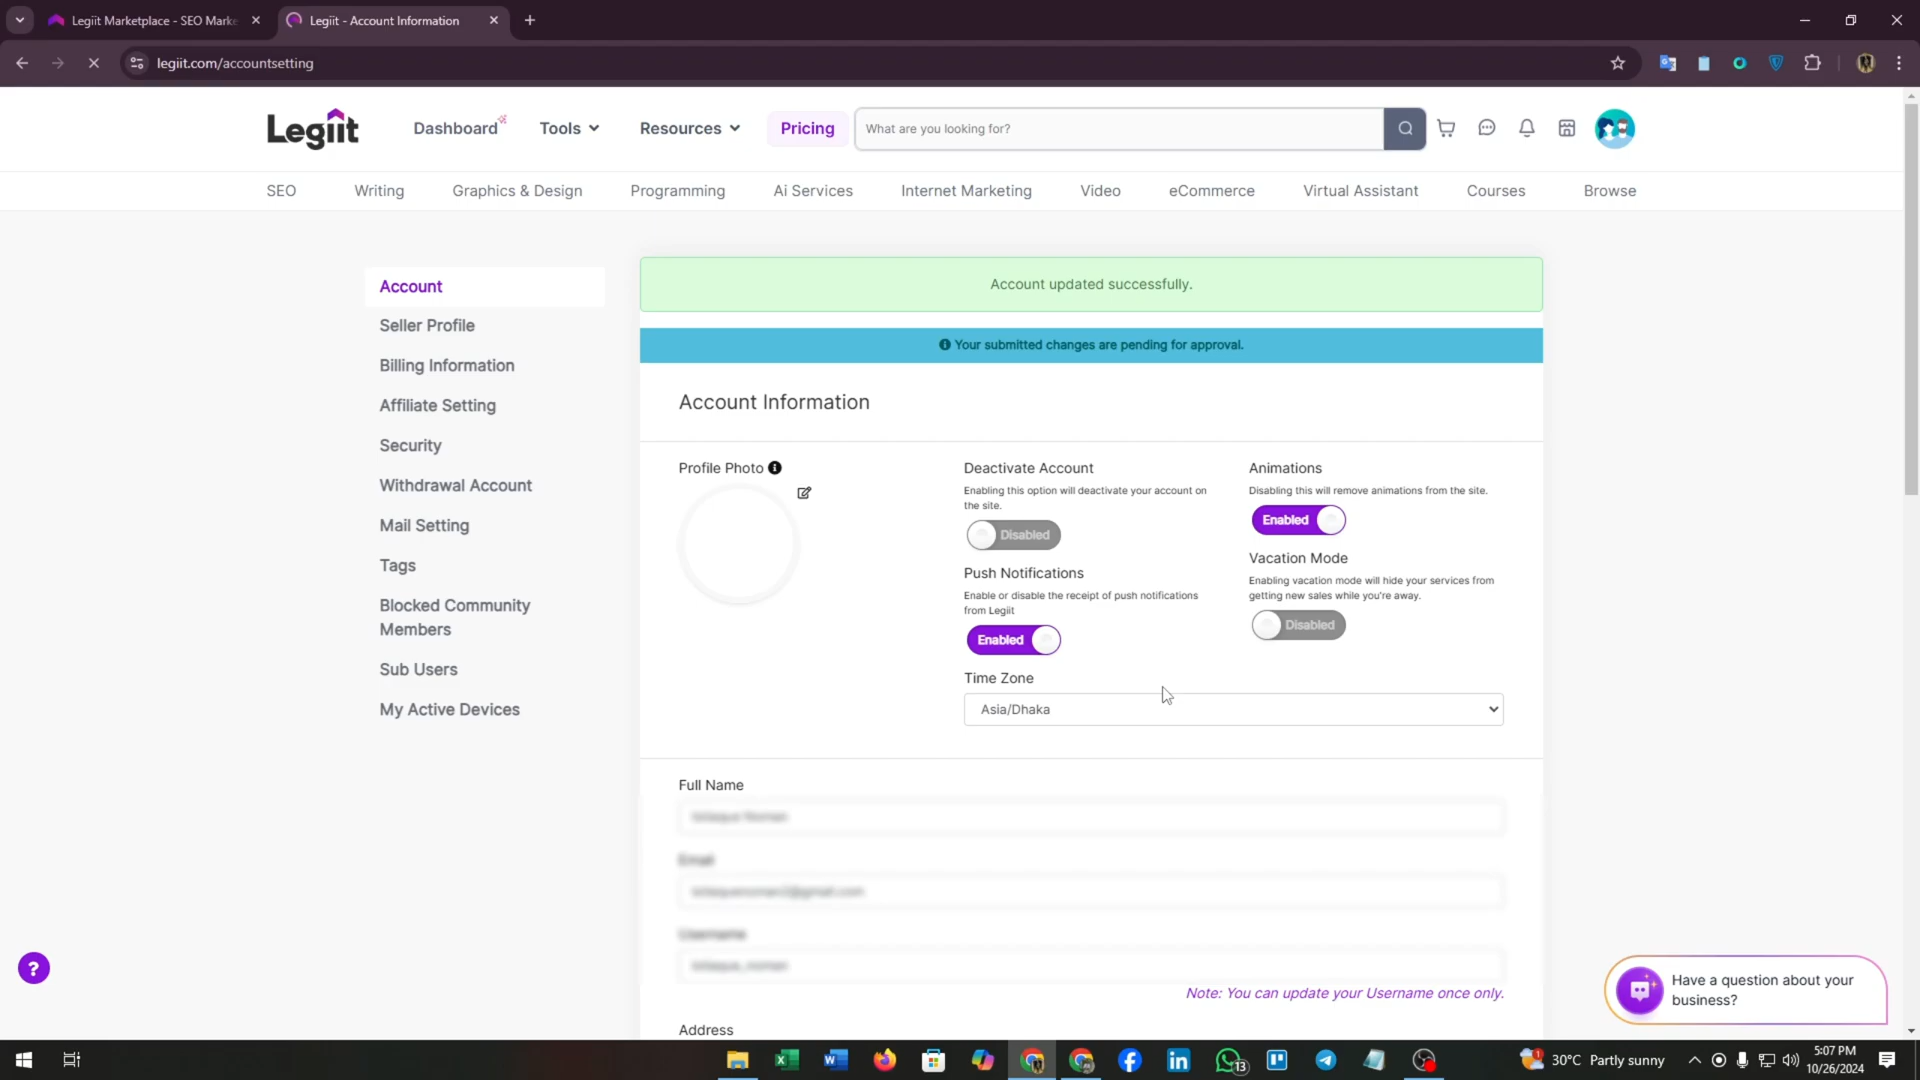 Legiit Marketplace - SEO Marke
Legiit - Account Information
legiit.com/accountsetting
Legiit
Dashboard
Tools
Resources
Pricing
What are you looking for?
SEO
Writing
Graphics & Design
Programming
Ai Services
Internet Marketing
Video
eCommerce
Virtual Assistant
Courses
Browse
Account
Seller Profile
Billing Information
Affiliate Setting
Security
Withdrawal Account
Mail Setting
Tags
Blocked Community
Members
Sub Users
My Active Devices
Account updated successfully.
Your submitted changes are pending for approval.
Account Information
Profile Photo
Deactivate Account
Enabling this option will deactivate your account on
the site.
Disabled
Push Notifications
Enable or disable the receipt of push notifications
from Legiit
Enabled
Animations
Disabling this will remove animations from the site.
Enabled
Vacation Mode
Enabling vacation mode will hide your services from
getting new sales while you're away.
Disabled
Time Zone
Asia/Dhaka
Full Name
Email
Username
Note: You can update your Username once only.
Address
?
Have a question about your
business?
13
1
30°C Partly sunny
5:07 PM
10/26/2024